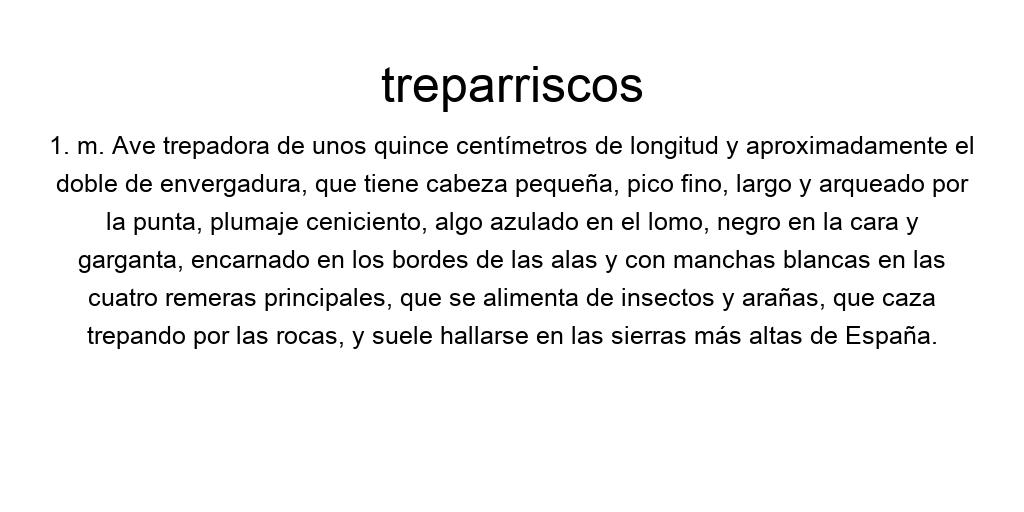 treparriscos
1. m. Ave trepadora de unos quince centímetros de longitud y aproximadamente el
doble de envergadura, que tiene cabeza pequeña, pico fino, largo y arqueado por
la punta, plumaje ceniciento, algo azulado en el lomo, negro en la cara y
garganta, encarnado en los bordes de las alas y con manchas blancas en las
cuatro remeras principales, que se alimenta de insectos y arañas, que caza
trepando por las rocas, y suele hallarse en las sierras más altas de España.